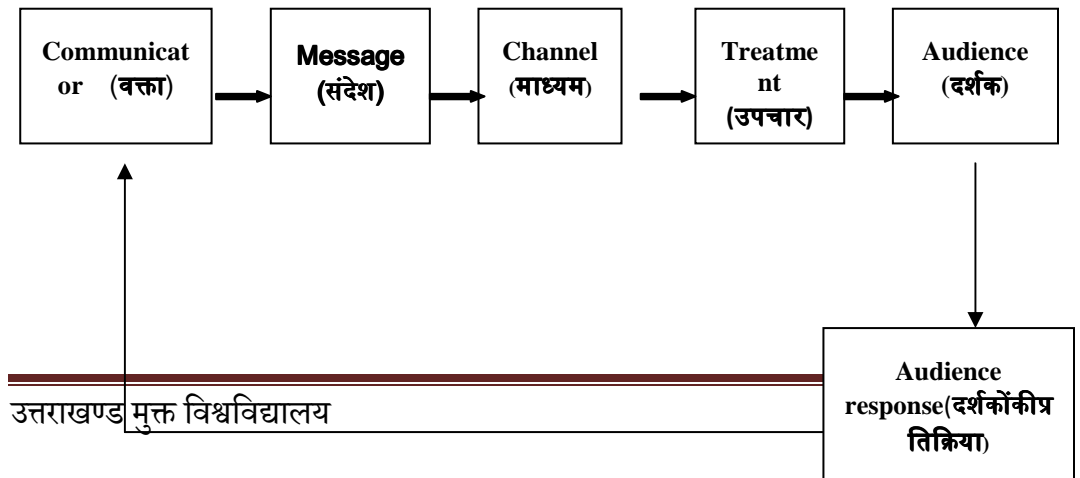 Communicat
or (वक्ता)
Message
(संदेश)
Channel
(माध्यम)
Treatme
nt
(उपचार)
Audience
(दर्शक)
Audience
response(दर्शकोंकीप्र
तिक्रिया)
उत्तराखण्ड मुक्त विश्वविद्यालय